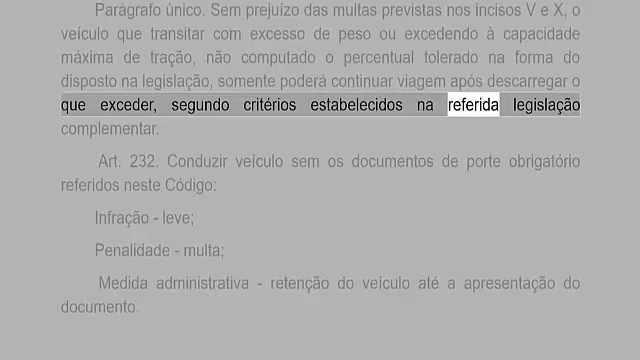 Parágrafo único. Sem prejuízo das multas previstas nos incisos V e X, o
veículo que transitar com excesso de peso ou excedendo à capacidade
máxima de tração, não computado o percentual tolerado na forma do
disposto na legislação, somente poderá continuar viagem após descarregar o
que exceder, segundo critérios estabelecidos na referida legislação
complementar.
Art. 232. Conduzir veículo sem os documentos de porte obrigatório
referidos neste Código:
Infração - leve;
Penalidade - multa;
Medida administrativa - retenção do veículo até a apresentação do
documento.